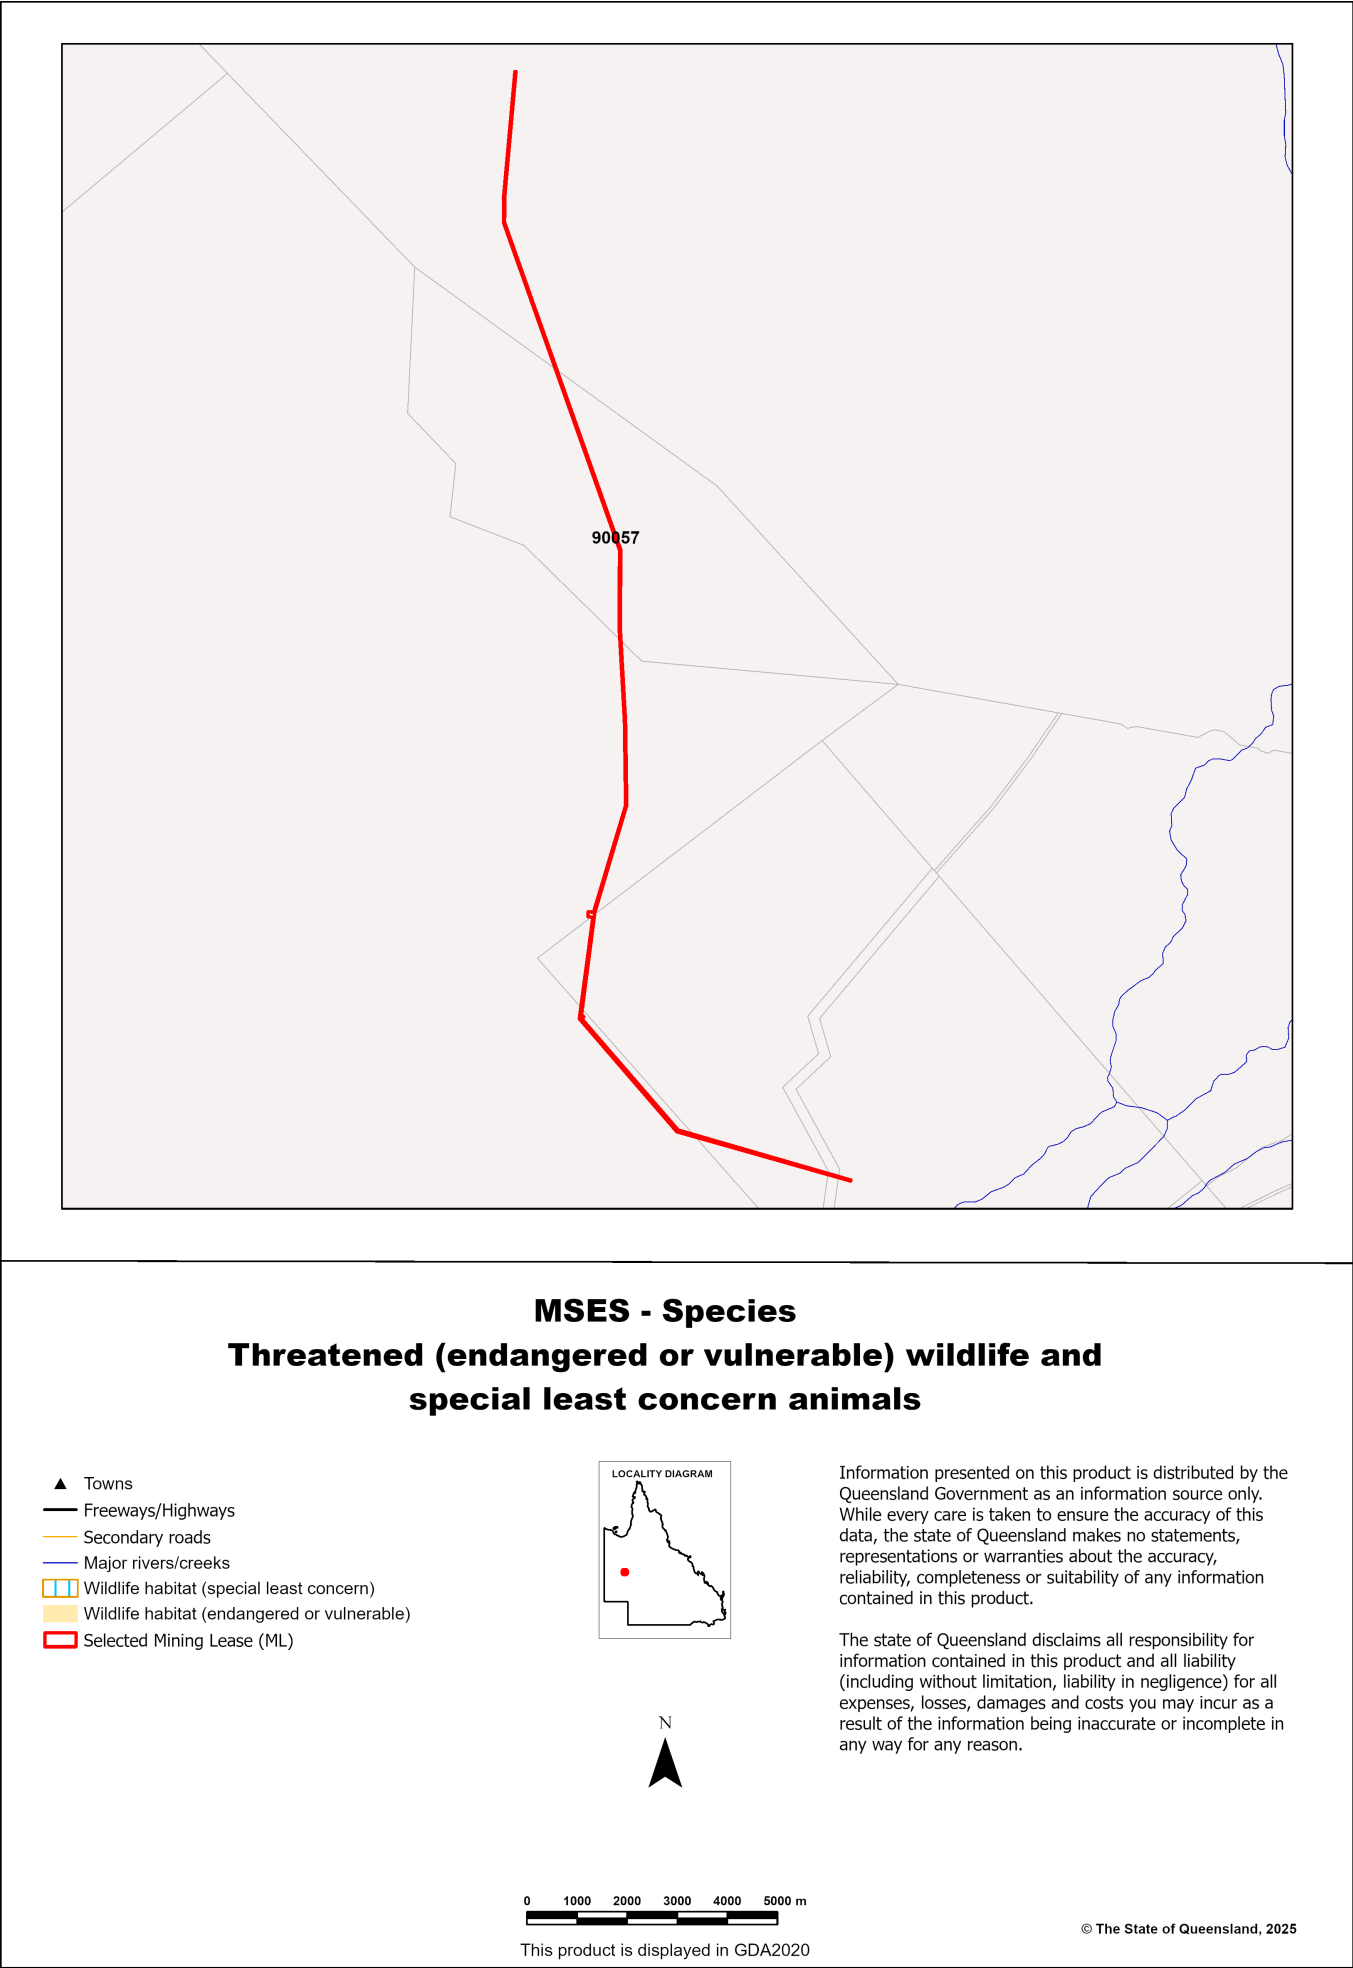 90057
MSES - Species
Threatened (endangered or vulnerable) wildlife and
special least concern animals
Towns
Freeways/Highways
Secondary roads
Major rivers/creeks
Wildlife habitat (special least concern)
Wildlife habitat (endangered or vulnerable)
Selected Mining Lease (ML)
LOCALITY DIAGRAM
N
0 1000 2000 3000 4000 5000 m
This product is displayed in GDA2020
Information presented on this product is distributed by the
Queensland Government as an information source only.
While every care is taken to ensure the accuracy of this
data, the state of Queensland makes no statements,
representations or warranties about the accuracy,
reliability, completeness or suitability of any information
contained in this product.
The state of Queensland disclaims all responsibility for
information contained in this product and all liability
(including without limitation, liability in negligence) for all
expenses, losses, damages and costs you may incur as a
result of the information being inaccurate or incomplete in
any way for any reason.
© The State of Queensland, 2025